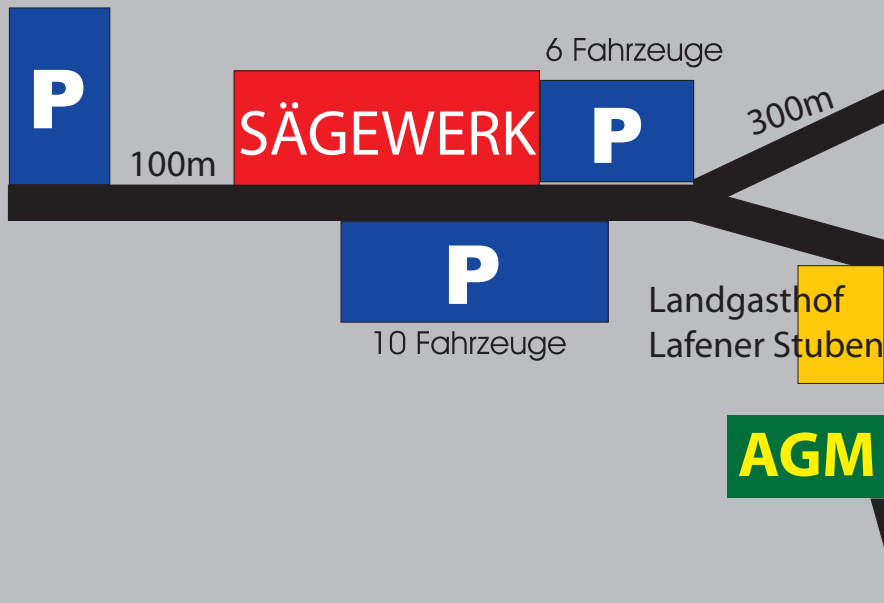 6 Fahrzeuge
P
SÄGEWERK
P
300m
100m
P
10 Fahrzeuge
Landgasthof
Lafener Stuben
AGM